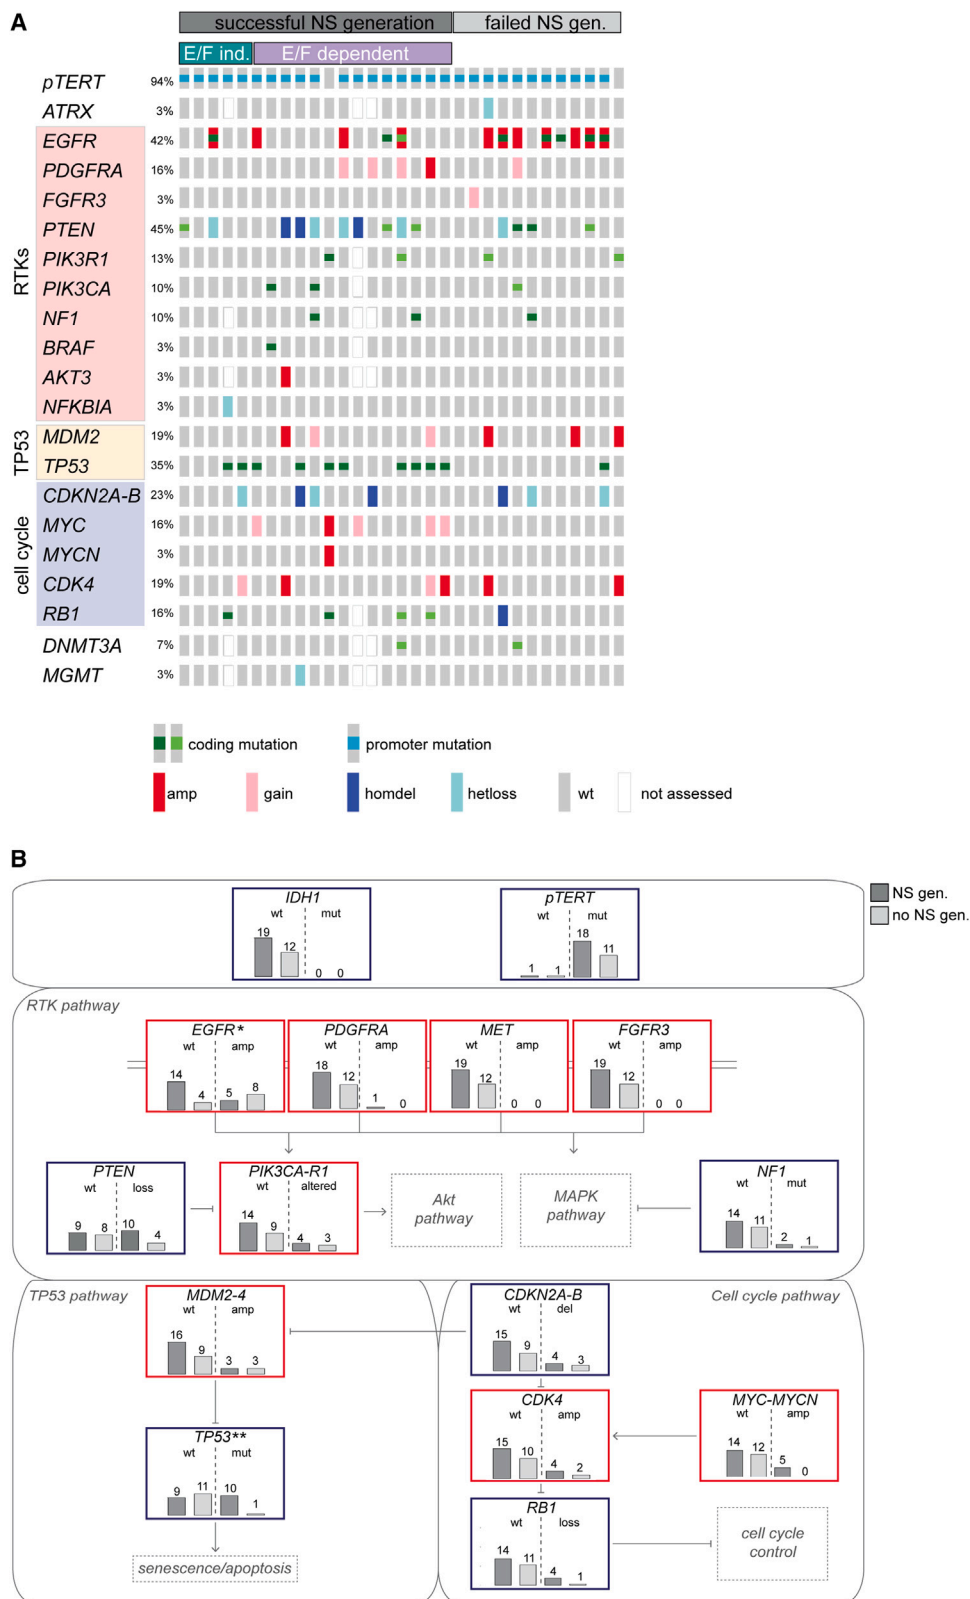 A
successful NS generation failed NS gen.
E/F ind. E/F dependent
pTERT 94%
ATRX 3%
RTKs
EGFR 42%
PDGFRA 16%
FGFR3 3%
PTEN 45%
PIK3R1 13%
PIK3CA 10%
NF1 10%
BRAF 3%
AKT3 3%
NFKBIA 3%
TP53
MDM2 19%
TP53 35%
cell cycle
CDKN2A-B 23%
MYC 16%
MYCN 3%
CDK4 19%
RB1 16%
DNMT3A 7%
MGMT 3%
coding mutation promoter mutation
amp gain homdel hetloss wt not assessed
B
NS gen.
no NS gen.
IDH1
wt mut
19 12 0 0
pTERT
wt mut
1 1 18 11
RTK pathway
EGFR*
wt amp
14 4 5 8
PDGFRA
wt amp
18 12 1 0
MET
wt amp
19 12 0 0
FGFR3
wt amp
19 12 0 0
PTEN
wt loss
9 8 10 4
PIK3CA-R1
wt altered
14 9 4 3
Akt
pathway
MAPK
pathway
NF1
wt mut
14 11 2 1
TP53 pathway
MDM2-4
wt amp
16 9 3 3
CDKN2A-B
wt del
15 9 4 3
Cell cycle pathway
CDK4
wt amp
15 10 4 2
MYC-MYCN
wt amp
14 12 5 0
TP53**
wt mut
9 11 10 1
RB1
wt loss
14 11 4 1
cell cycle
control
senescence/apoptosis